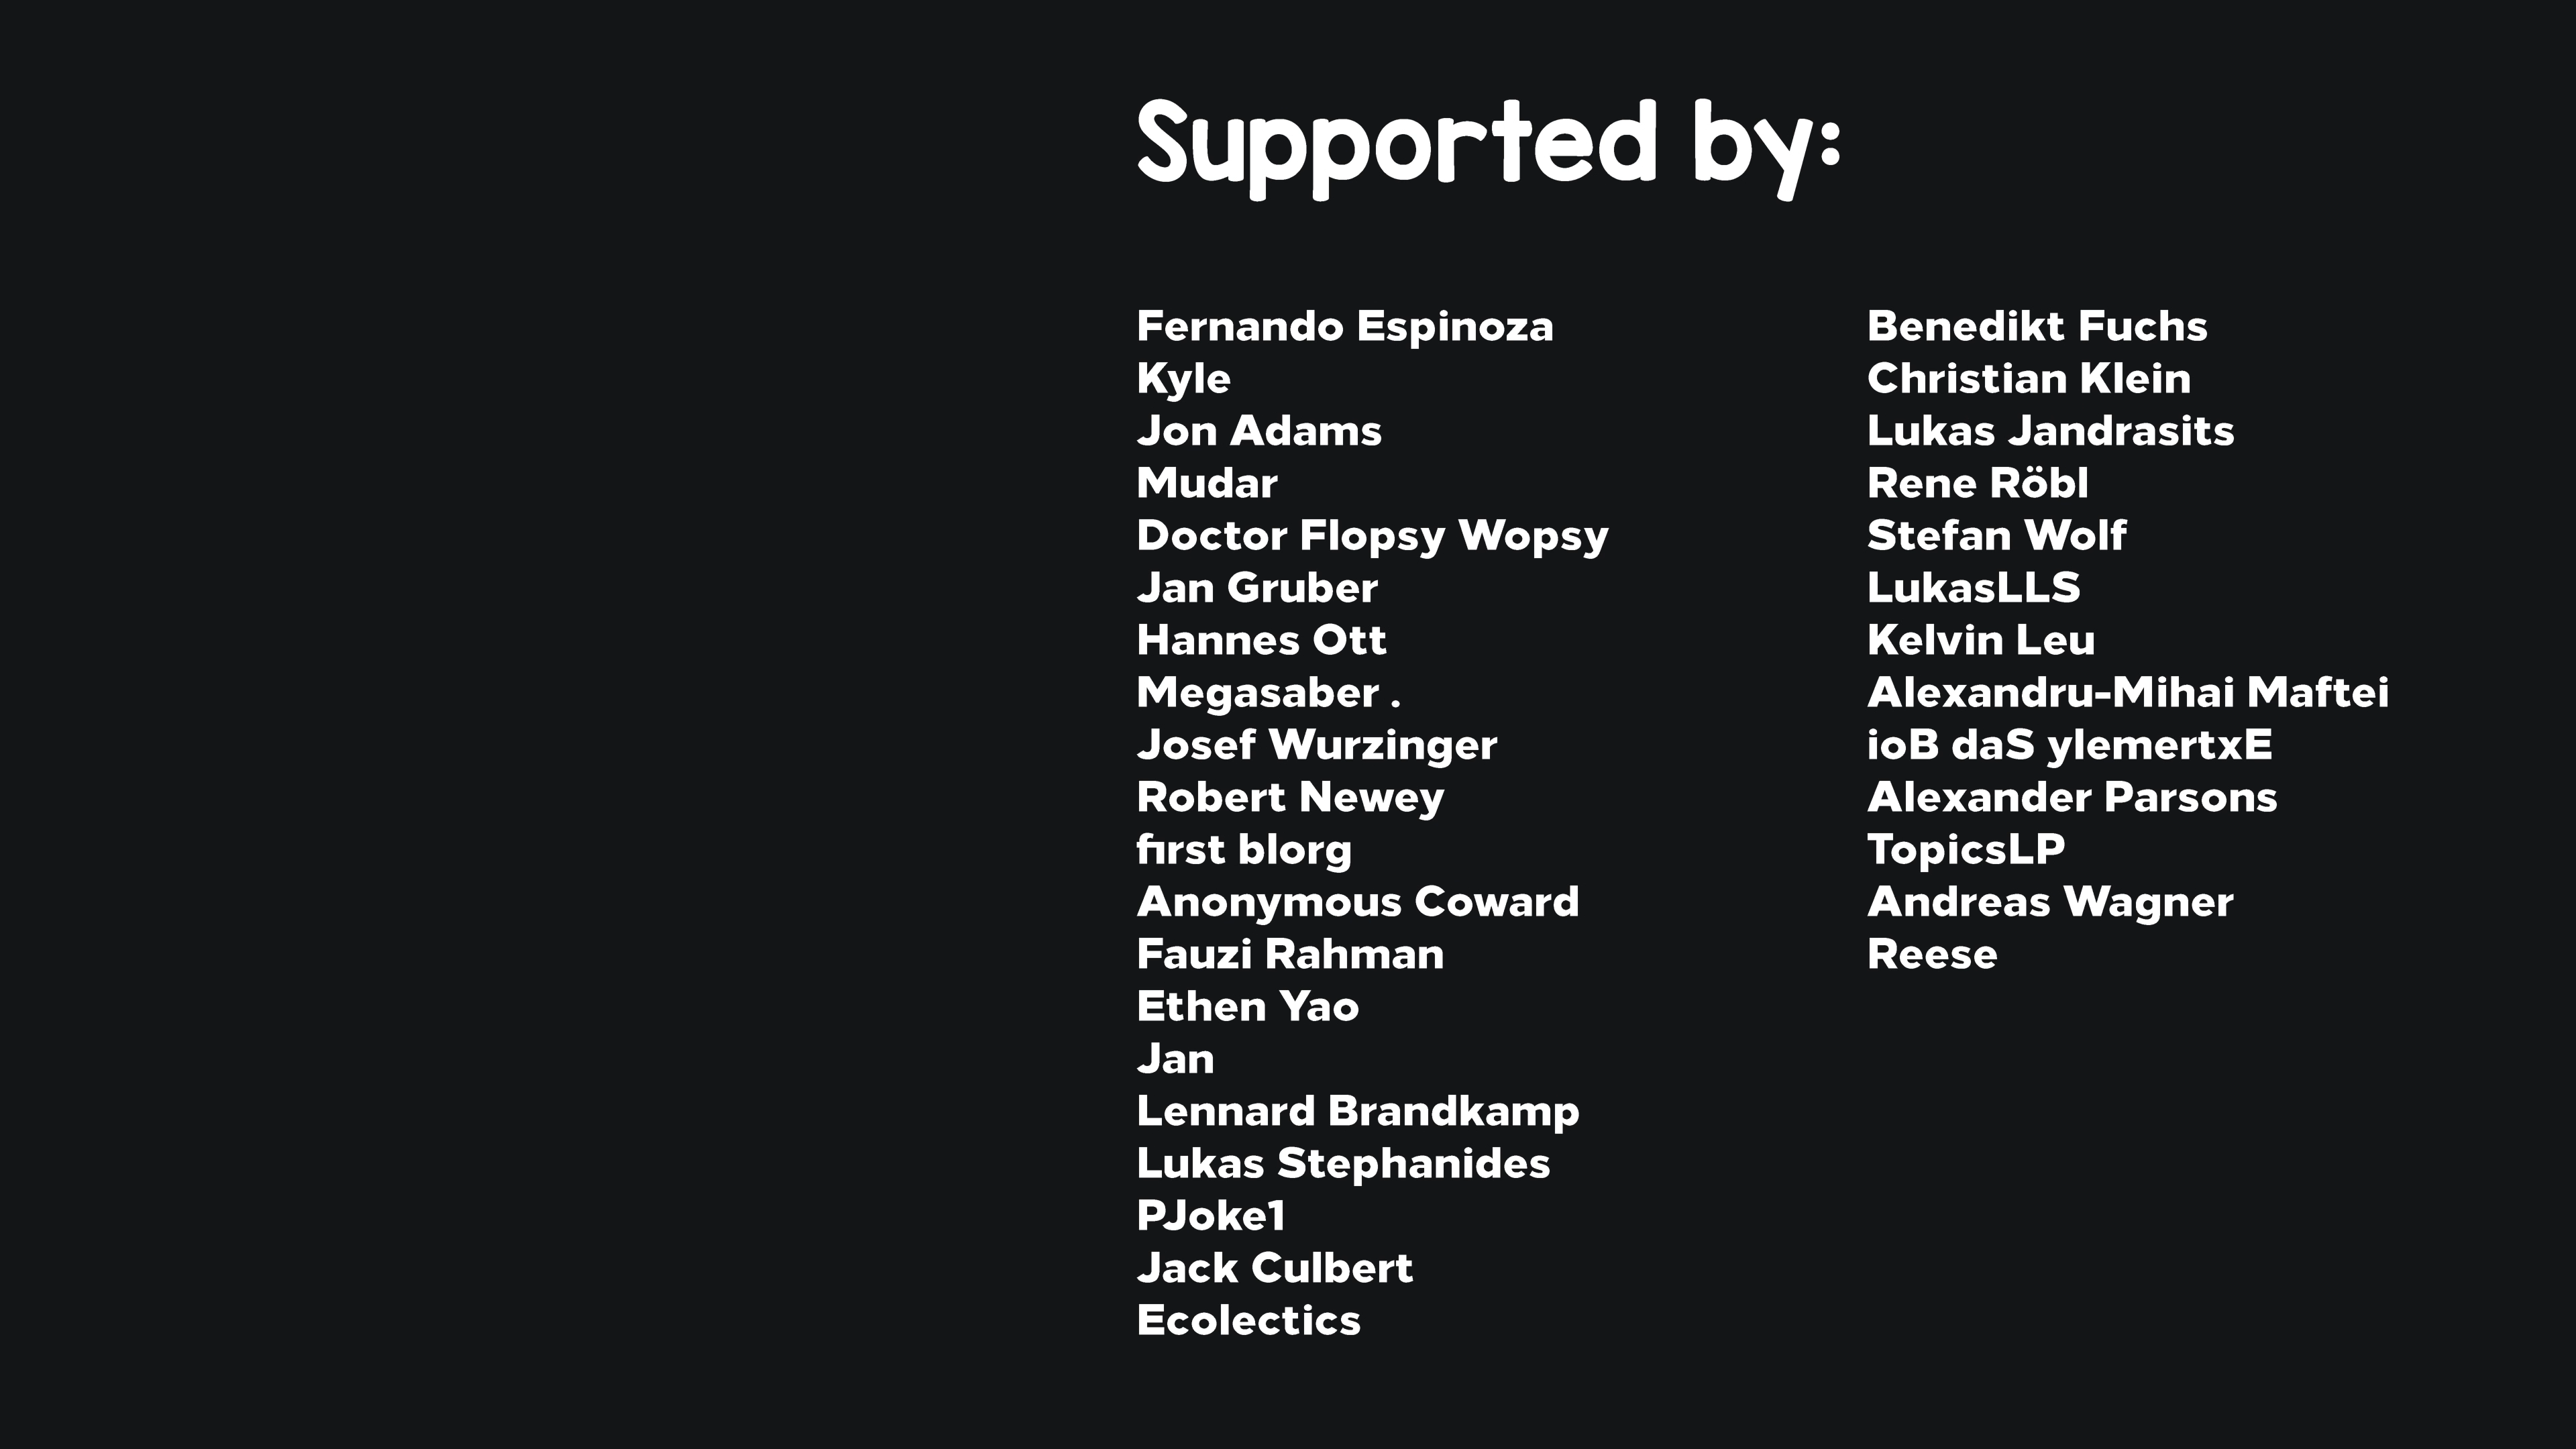 Supported by:
Fernando Espinoza
Kyle
Jon Adams
Mudar
Doctor Flopsy Wopsy
Jan Gruber
Hannes Ott
Megasaber .
Josef Wurzinger
Robert Newey
first blorg
Anonymous Coward
Fauzi Rahman
Ethen Yao
Jan
Lennard Brandkamp
Lukas Stephanides
PJoke1
Jack Culbert
Ecolectics
Benedikt Fuchs
Christian Klein
Lukas Jandrasits
Rene Röbl
Stefan Wolf
LukasLLS
Kelvin Leu
Alexandru-Mihai Maftei
ioB daS ylemertxE
Alexander Parsons
TopicsLP
Andreas Wagner
Reese